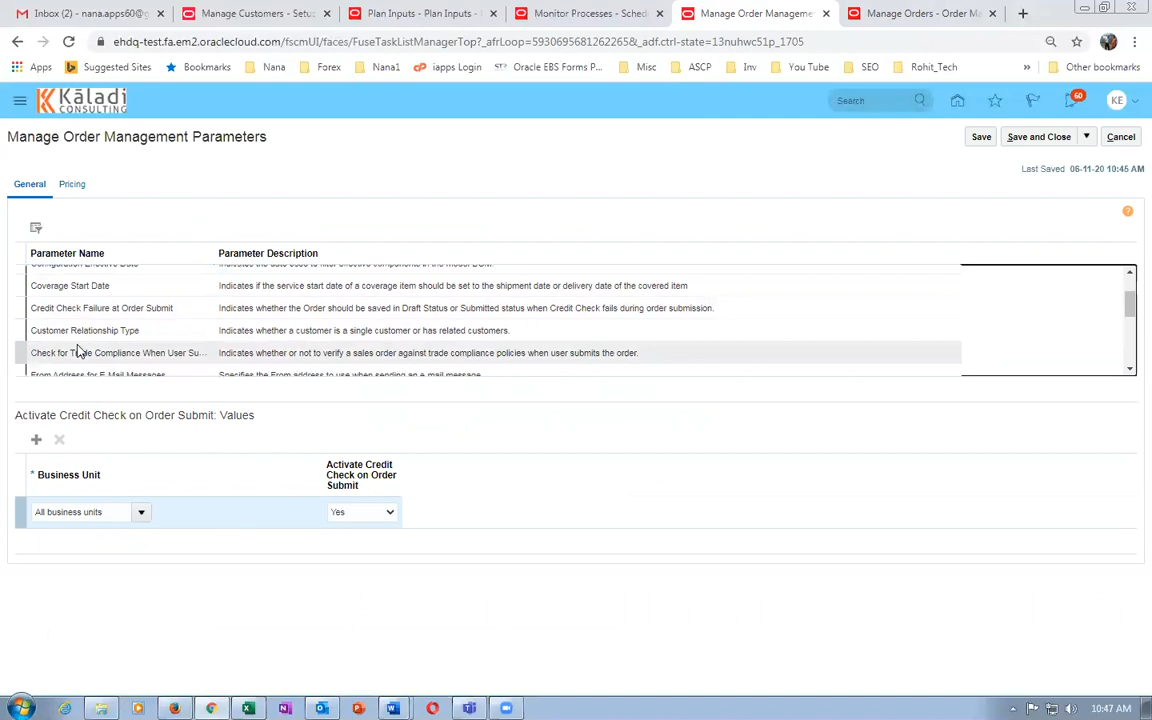 Inbox (2) - nana.apps60@g
Manage Customers - Setu
Plan Inputs - Plan Inputs -
Monitor Processes - Sched
Manage Order Manageme
Manage Orders - Order M
ehdq-test.fa.em2.oraclecloud.com/fscmUI/faces/FuseTaskListManagerTop?_afrLoop=5930695681262265&_adf.ctrl-state=13nuhwc51p_1705
Apps Suggested Sites Bookmarks Nana Forex Nana1 iapps Login Oracle EBS Forms P... Misc ASCP Inv You Tube SEO Rohit_Tech » Other bookmarks
Kaladi
CONSULTING
Search
60
KE
Manage Order Management Parameters
Save Save and Close Cancel
Last Saved 06-11-20 10:45 AM
General Pricing
Parameter Name Parameter Description
Configuration Effective Date Indicates the date used to filter effective components in the model BOM.
Coverage Start Date Indicates if the service start date of a coverage item should be set to the shipment date or delivery date of the covered item
Credit Check Failure at Order Submit Indicates whether the Order should be saved in Draft Status or Submitted status when Credit Check fails during order submission.
Customer Relationship Type Indicates whether a customer is a single customer or has related customers.
Check for Trade Compliance When User Su... Indicates whether or not to verify a sales order against trade compliance policies when user submits the order.
From Address for E-Mail Messages Specifies the From address to use when sending an e-mail message.
Activate Credit Check on Order Submit: Values
* Business Unit
Activate Credit
Check on Order
Submit
All business units Yes
10:47 AM